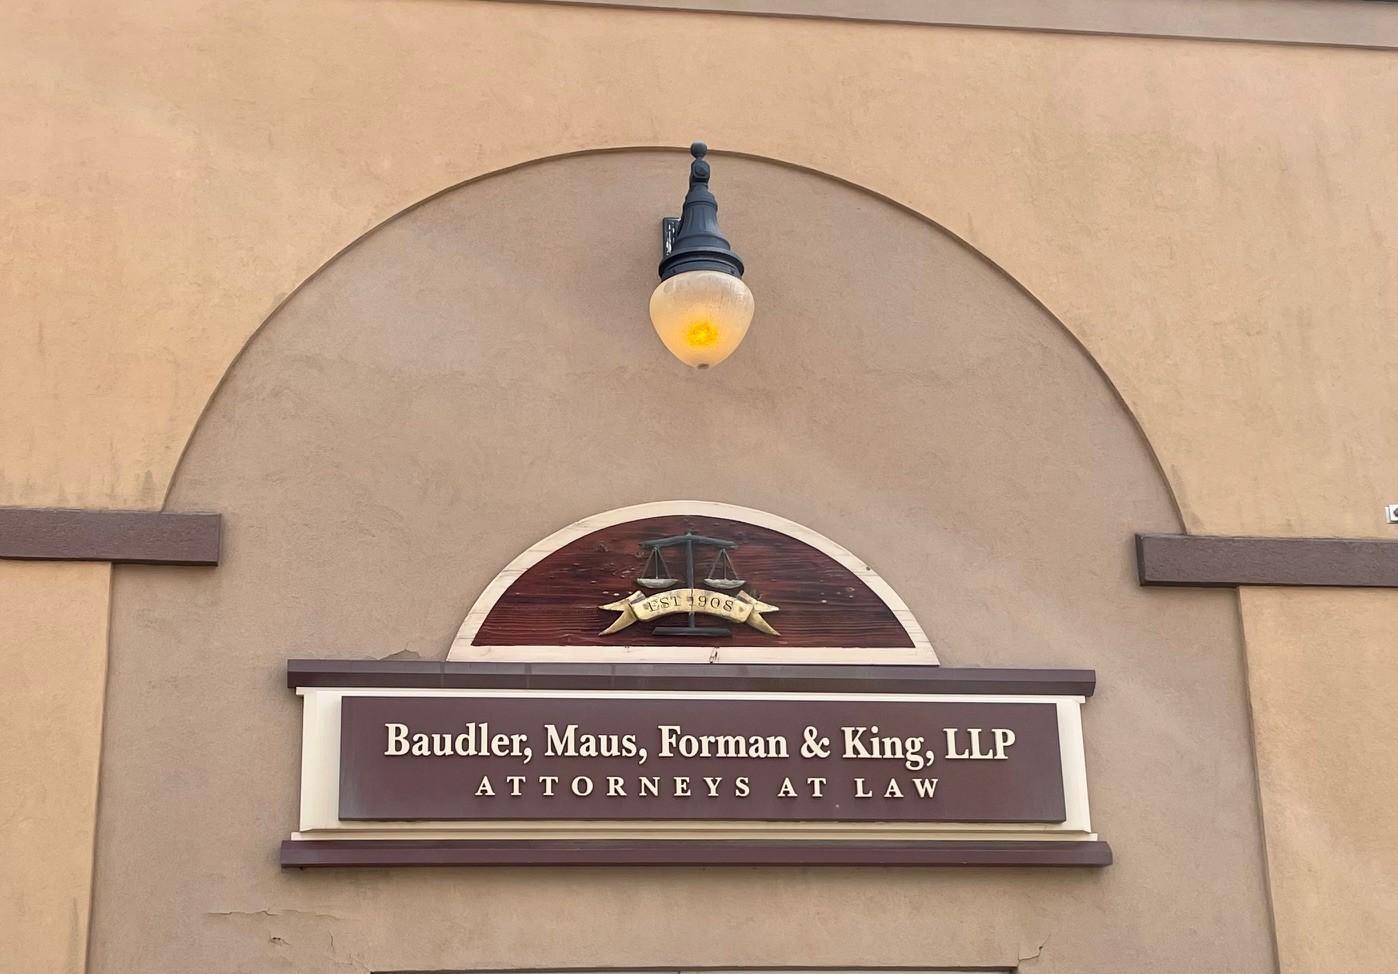 EST 1908
Baudler, Maus, Forman & King, LLP
ATTORNEYS AT LAW